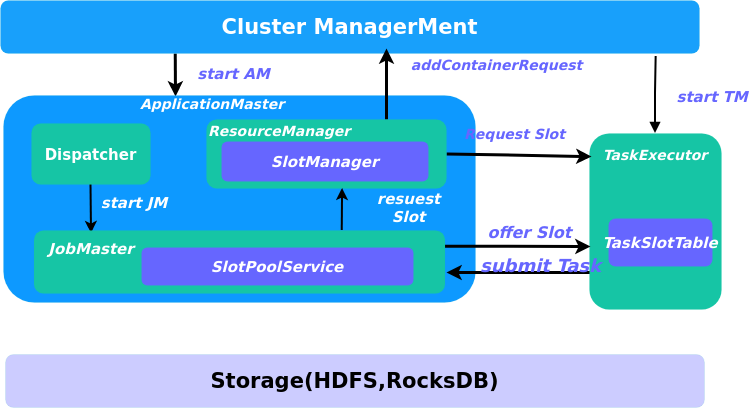 Cluster ManagerMent
start AM
addContainerRequest
start TM
ApplicationMaster
ResourceManager
Request Slot
Dispatcher
SlotManager
TaskExecutor
start JM
resuest
Slot
offer Slot
TaskSlotTable
JobMaster
SlotPoolService
submit Task
Storage(HDFS,RocksDB)